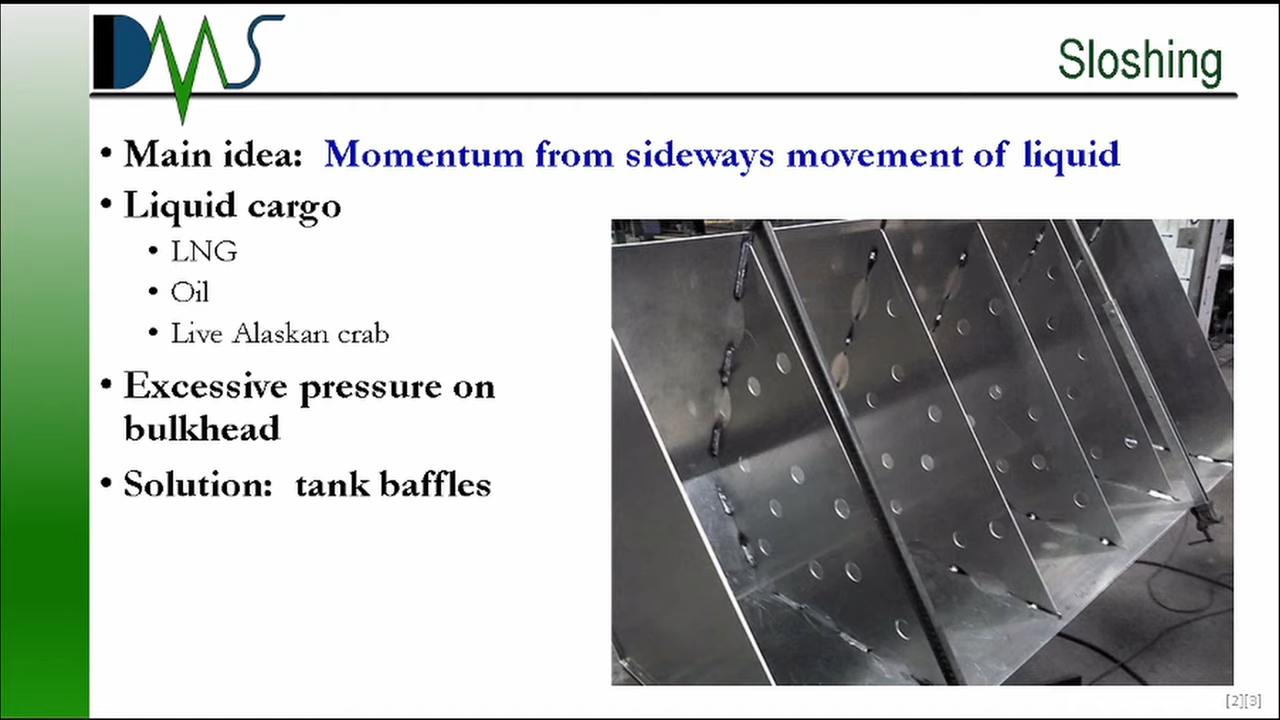 DMS
Sloshing
• Main idea: Momentum from sideways movement of liquid
• Liquid cargo
• LNG
• Oil
• Live Alaskan crab
• Excessive pressure on
bulkhead
• Solution: tank baffles
[2][3]